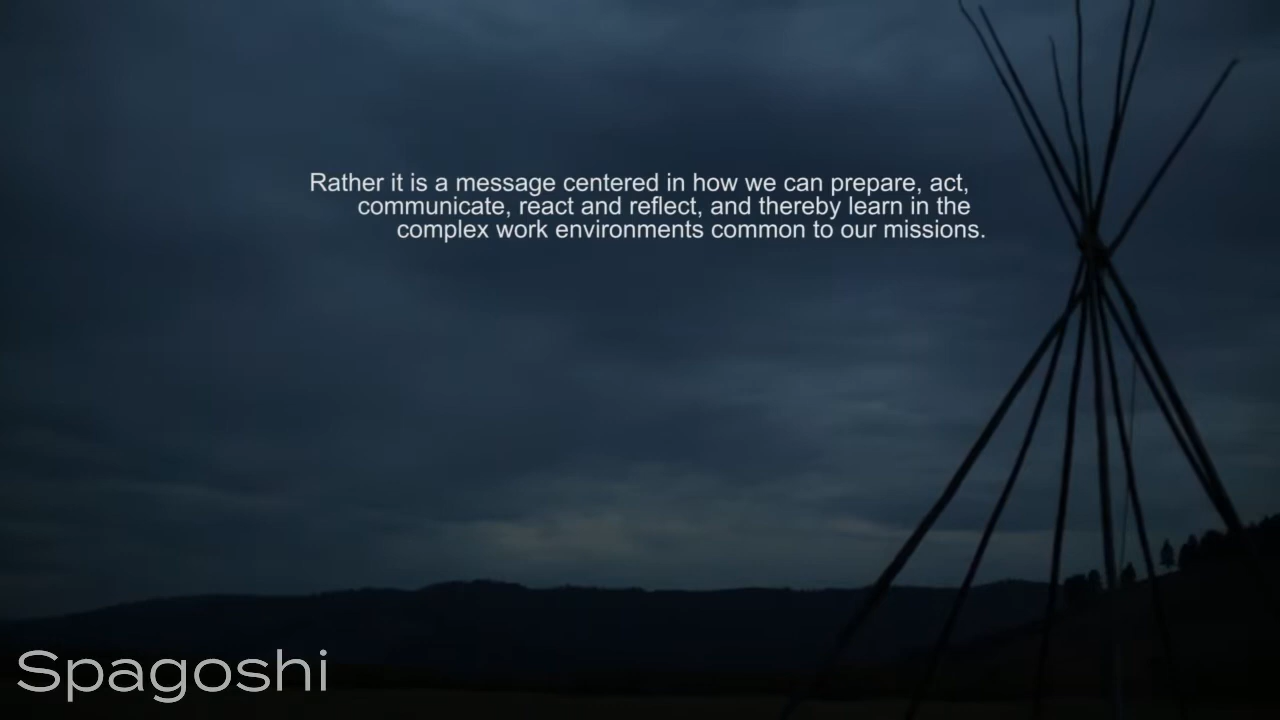 Rather it is a message centered in how we can prepare, act,
communicate, react and reflect, and thereby learn in the
complex work environments common to our missions.
Spagoshi